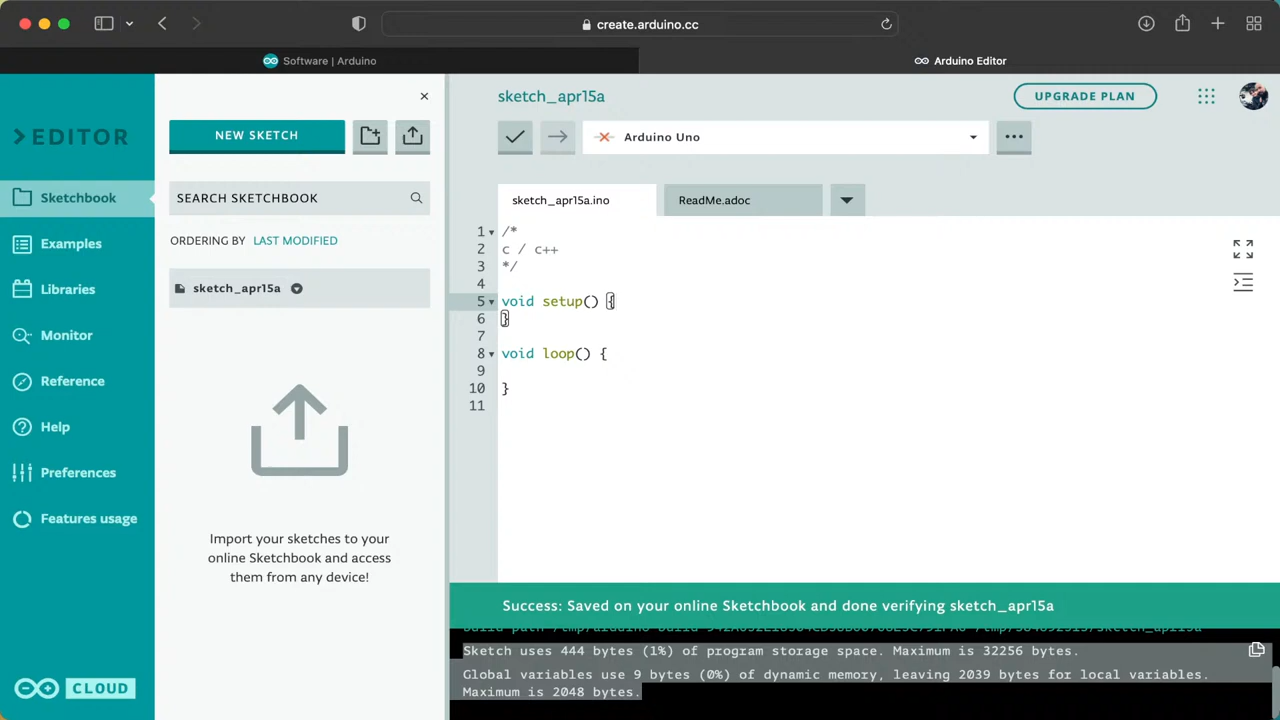 create.arduino.cc
Software | Arduino
Arduino Editor
EDITOR
Sketchbook
Examples
Libraries
Monitor
Reference
Help
Preferences
Features usage
CLOUD
NEW SKETCH
SEARCH SKETCHBOOK
ORDERING BY LAST MODIFIED
sketch_apr15a
Import your sketches to your
online Sketchbook and access
them from any device!
sketch_apr15a
UPGRADE PLAN
Arduino Uno
sketch_apr15a.ino
ReadMe.adoc
1 /*
2 c / c++
3 */
4
5 void setup() {
6 }
7
8 void loop() {
9
10 }
11
Success: Saved on your online Sketchbook and done verifying sketch_apr15a
Sketch uses 444 bytes (1%) of program storage space. Maximum is 32256 bytes.
Global variables use 9 bytes (0%) of dynamic memory, leaving 2039 bytes for local variables.
Maximum is 2048 bytes.